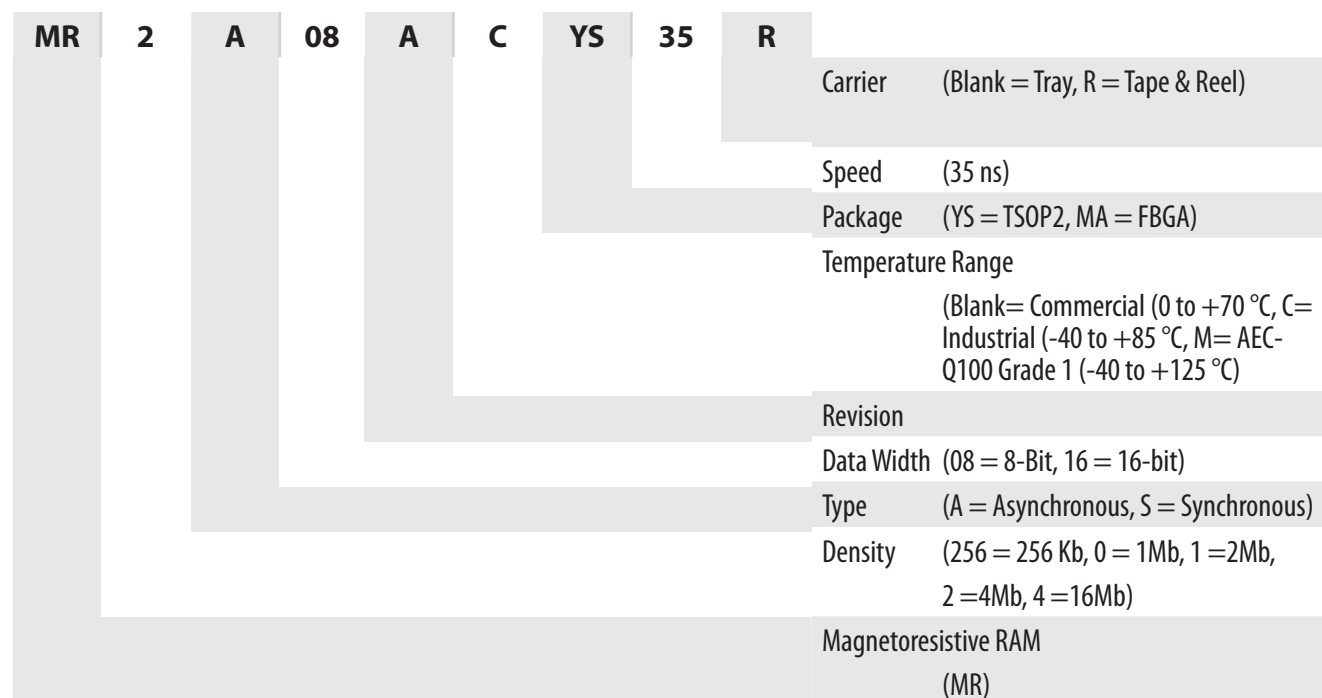 MR 2 A 08 A C YS 35 R
Carrier (Blank = Tray, R = Tape & Reel)
Speed (35 ns)
Package (YS = TSOP2, MA = FBGA)
Temperature Range
(Blank= Commercial (0 to +70 °C, C=
Industrial (-40 to +85 °C, M= AEC-
Q100 Grade 1 (-40 to +125 °C)
Revision
Data Width (08 = 8-Bit, 16 = 16-bit)
Type (A = Asynchronous, S = Synchronous)
Density (256 = 256 Kb, 0 = 1Mb, 1 =2Mb,
2 =4Mb, 4 =16Mb)
Magnetoresistive RAM
(MR)